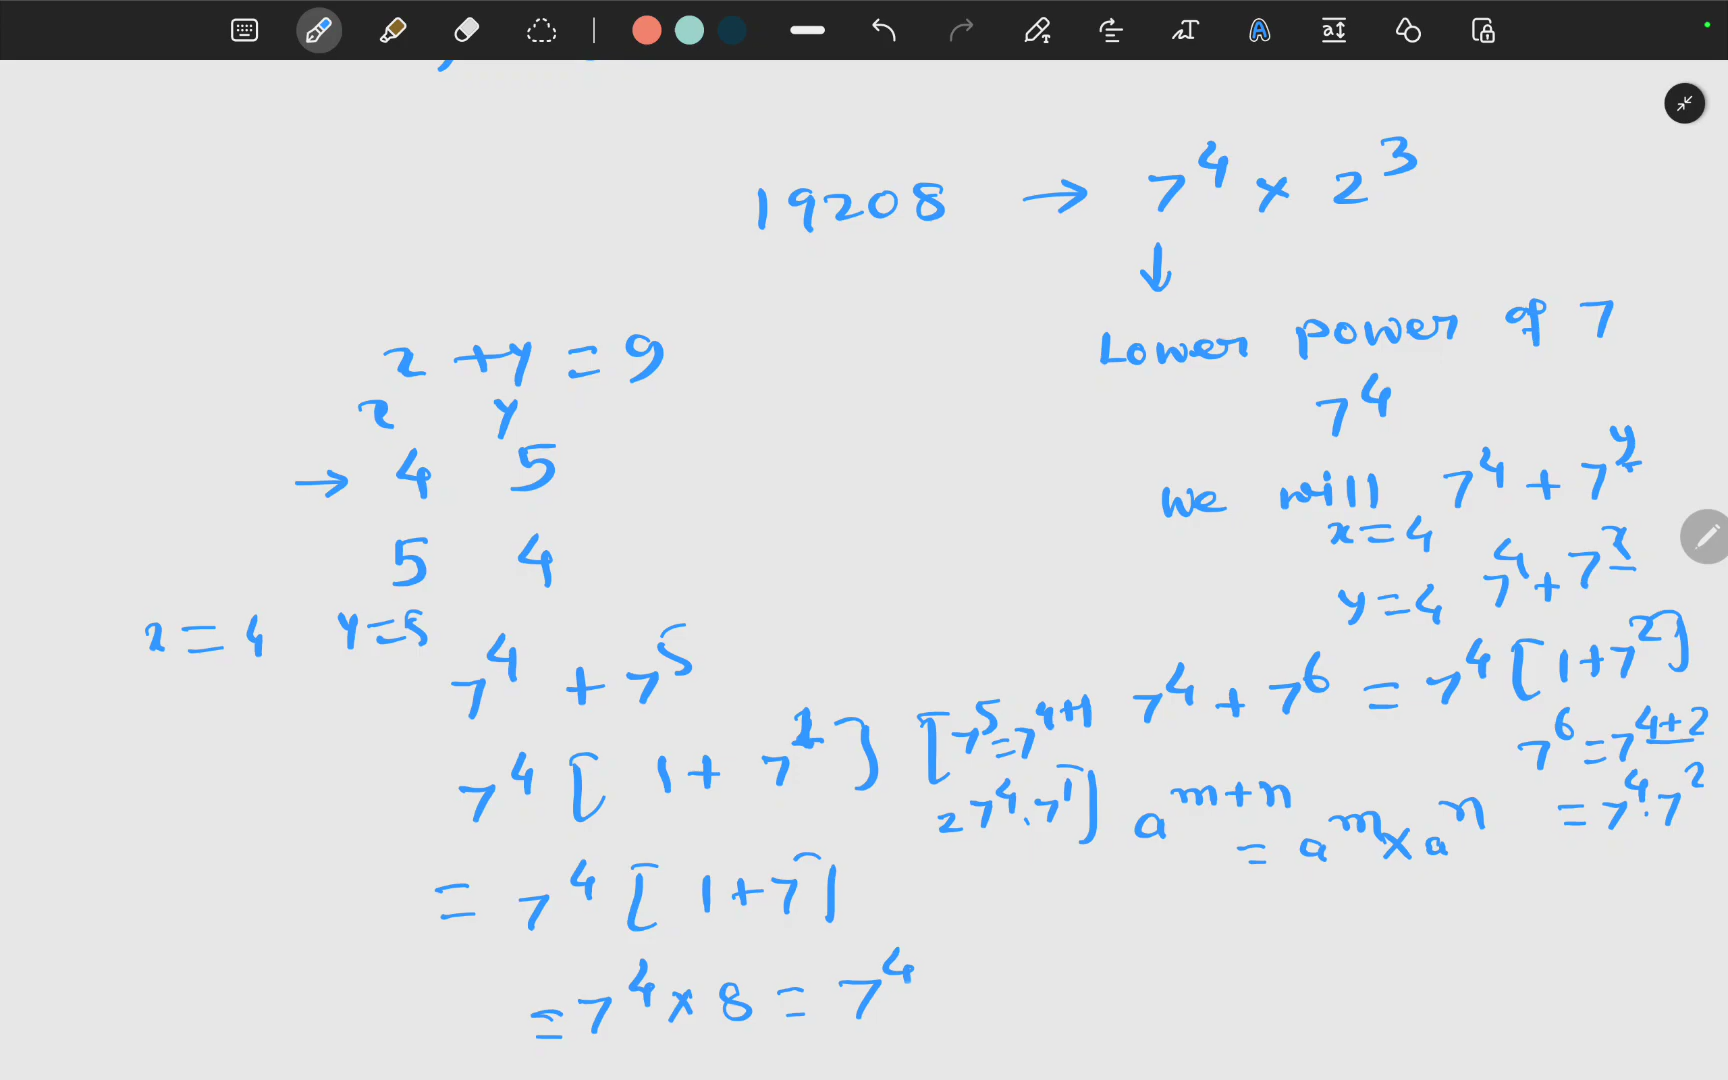 19208 → 7^4 × 2^3
↓
Lower power of 7
7^4
we will 7^4 + 7^y
x=4
y=4 7^4 + 7^x
x + y = 9
x y
→ 4 5
5 4
x = 4 y=5
7^4 + 7^5
7^4 [ 1 + 7^1 ] [7^5 = 7^4+1
= 7^4 . 7^1]
= 7^4 [ 1+7 ]
= 7^4 × 8 = 7^4
7^4 + 7^6 = 7^4 [1+7^2]
7^6 = 7^4+2
= 7^4 . 7^2
a^m+n
= a^m × a^n